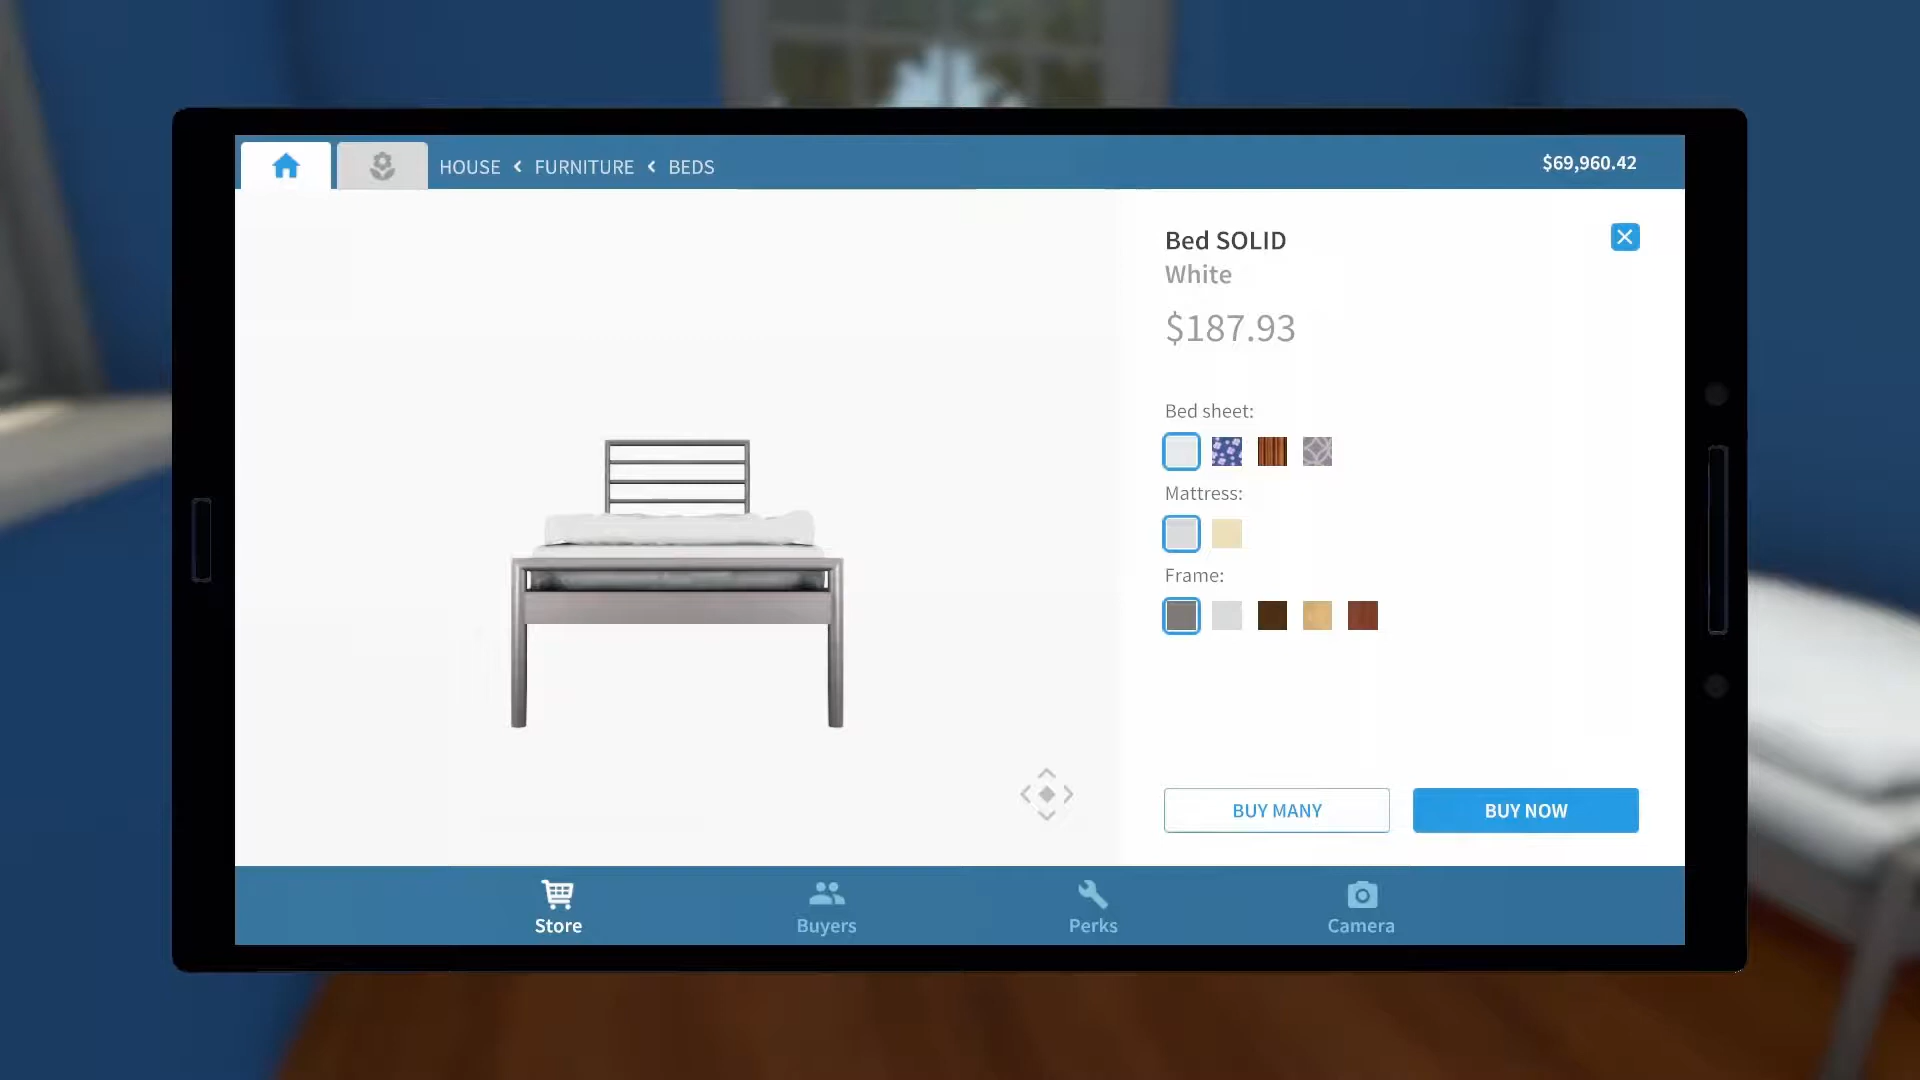 HOUSE < FURNITURE < BEDS
$69,960.42
Bed SOLID
White
$187.93
Bed sheet:
Mattress:
Frame:
BUY MANY
BUY NOW
Store
Buyers
Perks
Camera